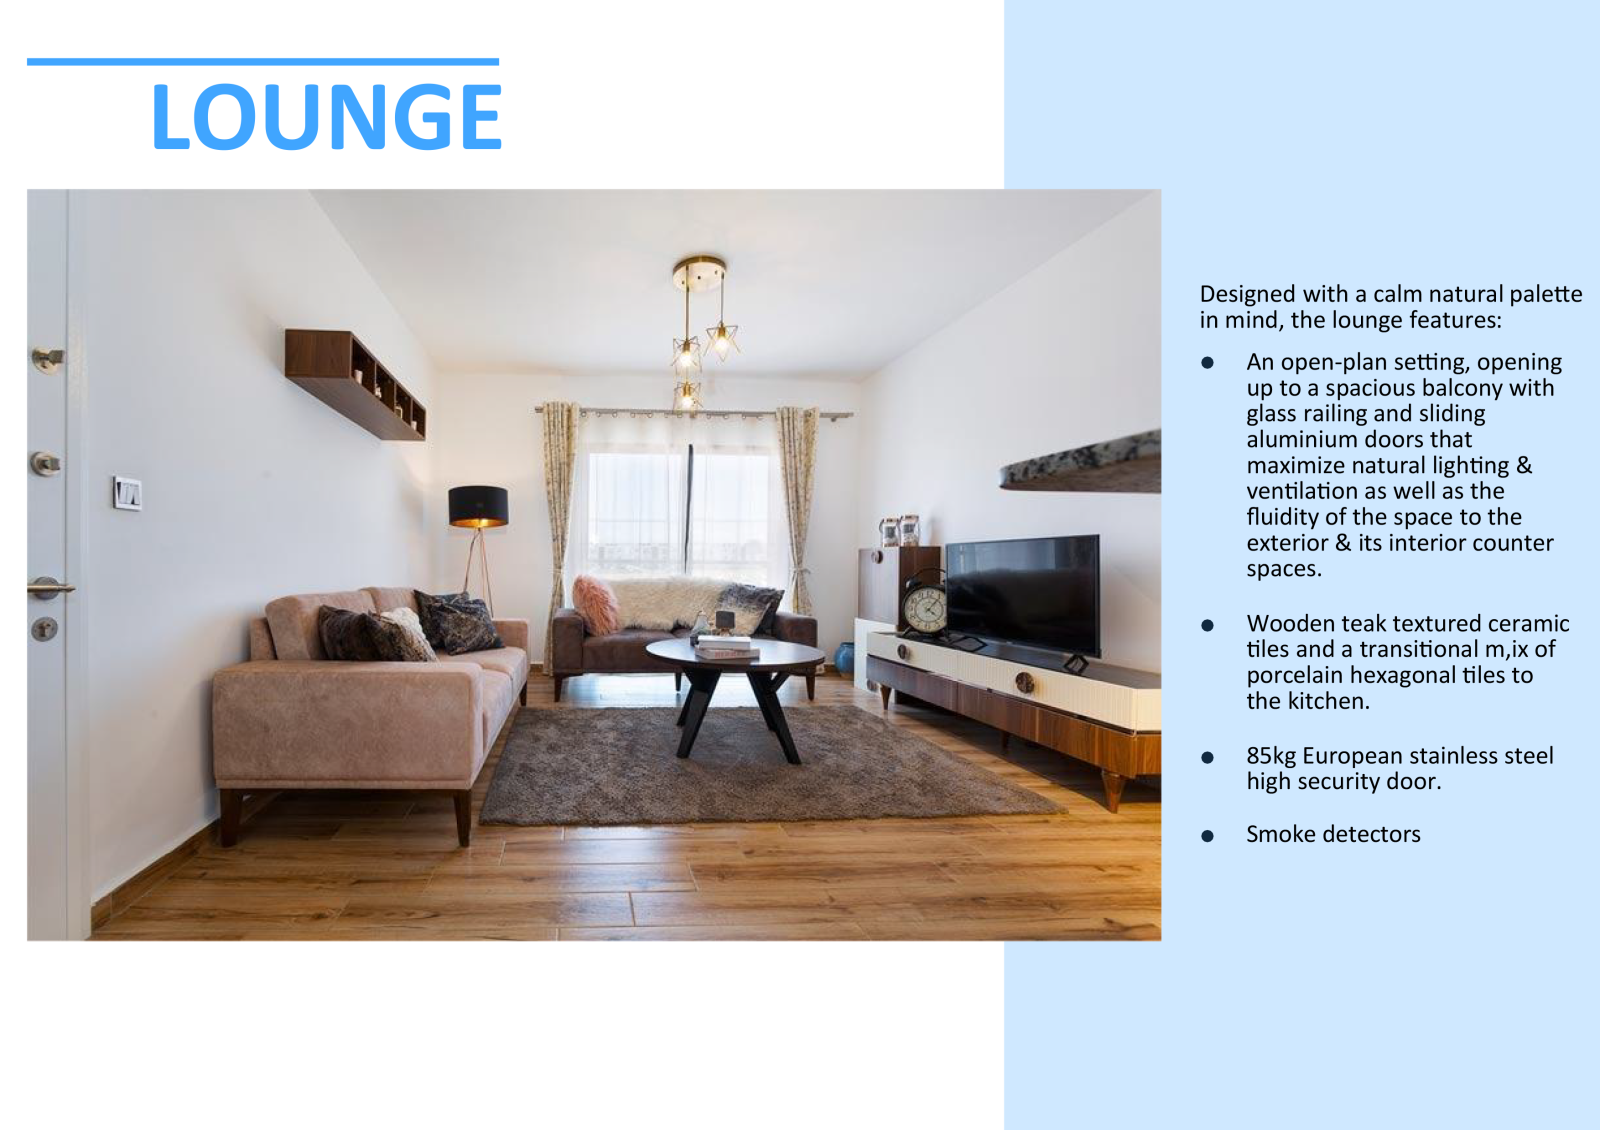 LOUNGE
Designed with a calm natural palette
in mind, the lounge features:
● An open-plan setting, opening
up to a spacious balcony with
glass railing and sliding
aluminium doors that
maximize natural lighting &
ventilation as well as the
fluidity of the space to the
exterior & its interior counter
spaces.
● Wooden teak textured ceramic
tiles and a transitional m,ix of
porcelain hexagonal tiles to
the kitchen.
● 85kg European stainless steel
high security door.
● Smoke detectors